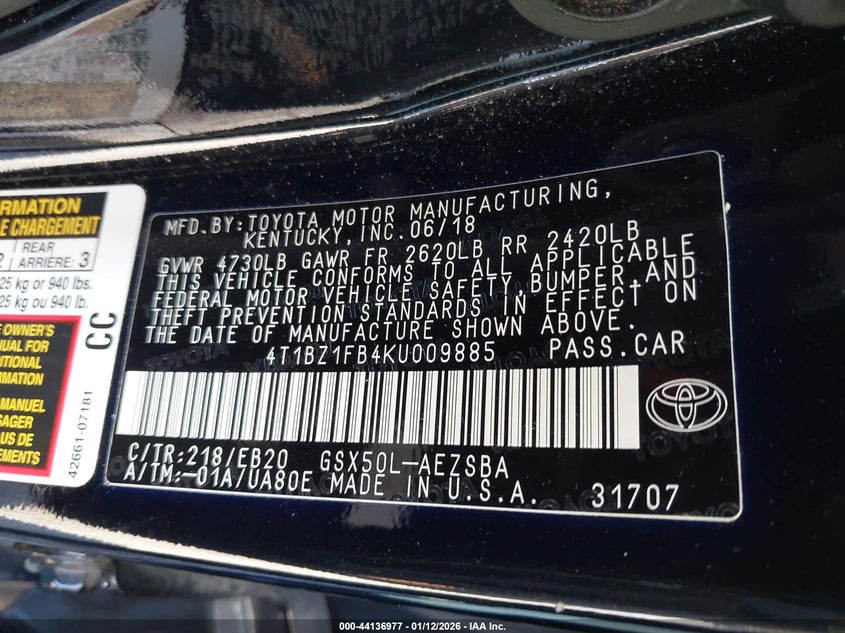 RMATION
E CHARGEMENT
REAR
2 ARRIÈRE: 3
25 kg or 940 lbs.
25 kg ou 940 lb.
CC
E OWNER'S
NUAL FOR
DITIONAL
RMATION
MANUEL
SAGER
US DE
EMENTS
42661-07181
MFD.BY:TOYOTA MOTOR MANUFACTURING,
KENTUCKY,INC.06/18
GVWR 4730LB GAWR FR 2620LB RR 2420LB
THIS VEHICLE CONFORMS TO ALL APPLICABLE
FEDERAL MOTOR VEHICLE SAFETY,BUMPER,AND
THEFT PREVENTION STANDARDS IN EFFECT ON
THE DATE OF MANUFACTURE SHOWN ABOVE.
4T1BZ1FB4KU009885 PASS.CAR
C/TR:218/EB20 GSX50L-AEZSBA
A/TM:-01A/UA80E MADE IN U.S.A. 31707
000-44136977 - 01/12/2026 - IAA Inc.